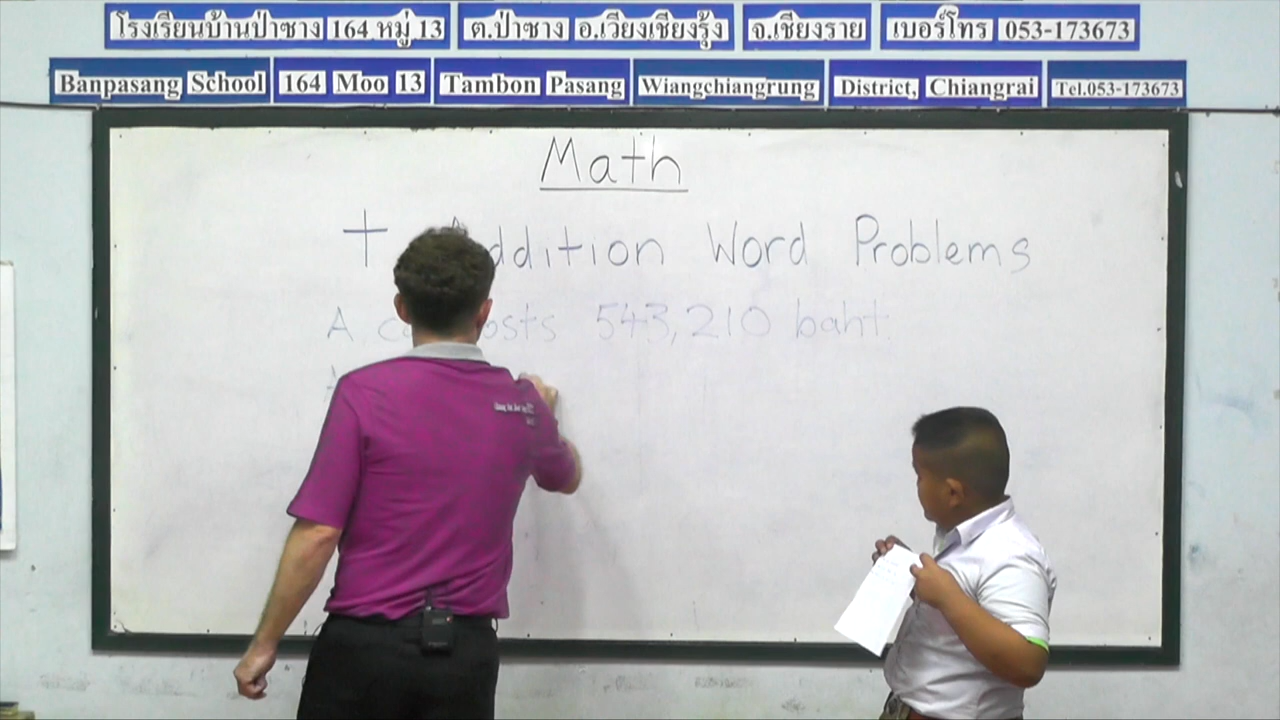 โรงเรียนบ้านป่าซาง 164 หมู่ 13 ต.ป่าซาง อ.เวียงเชียงรุ้ง จ.เชียงราย เบอร์โทร 053-173673
Banpasang School 164 Moo 13 Tambon Pasang Wiangchiangrung District, Chiangrai Tel.053-173673
Math
+ Addition Word Problems
A costs 543,210 baht.